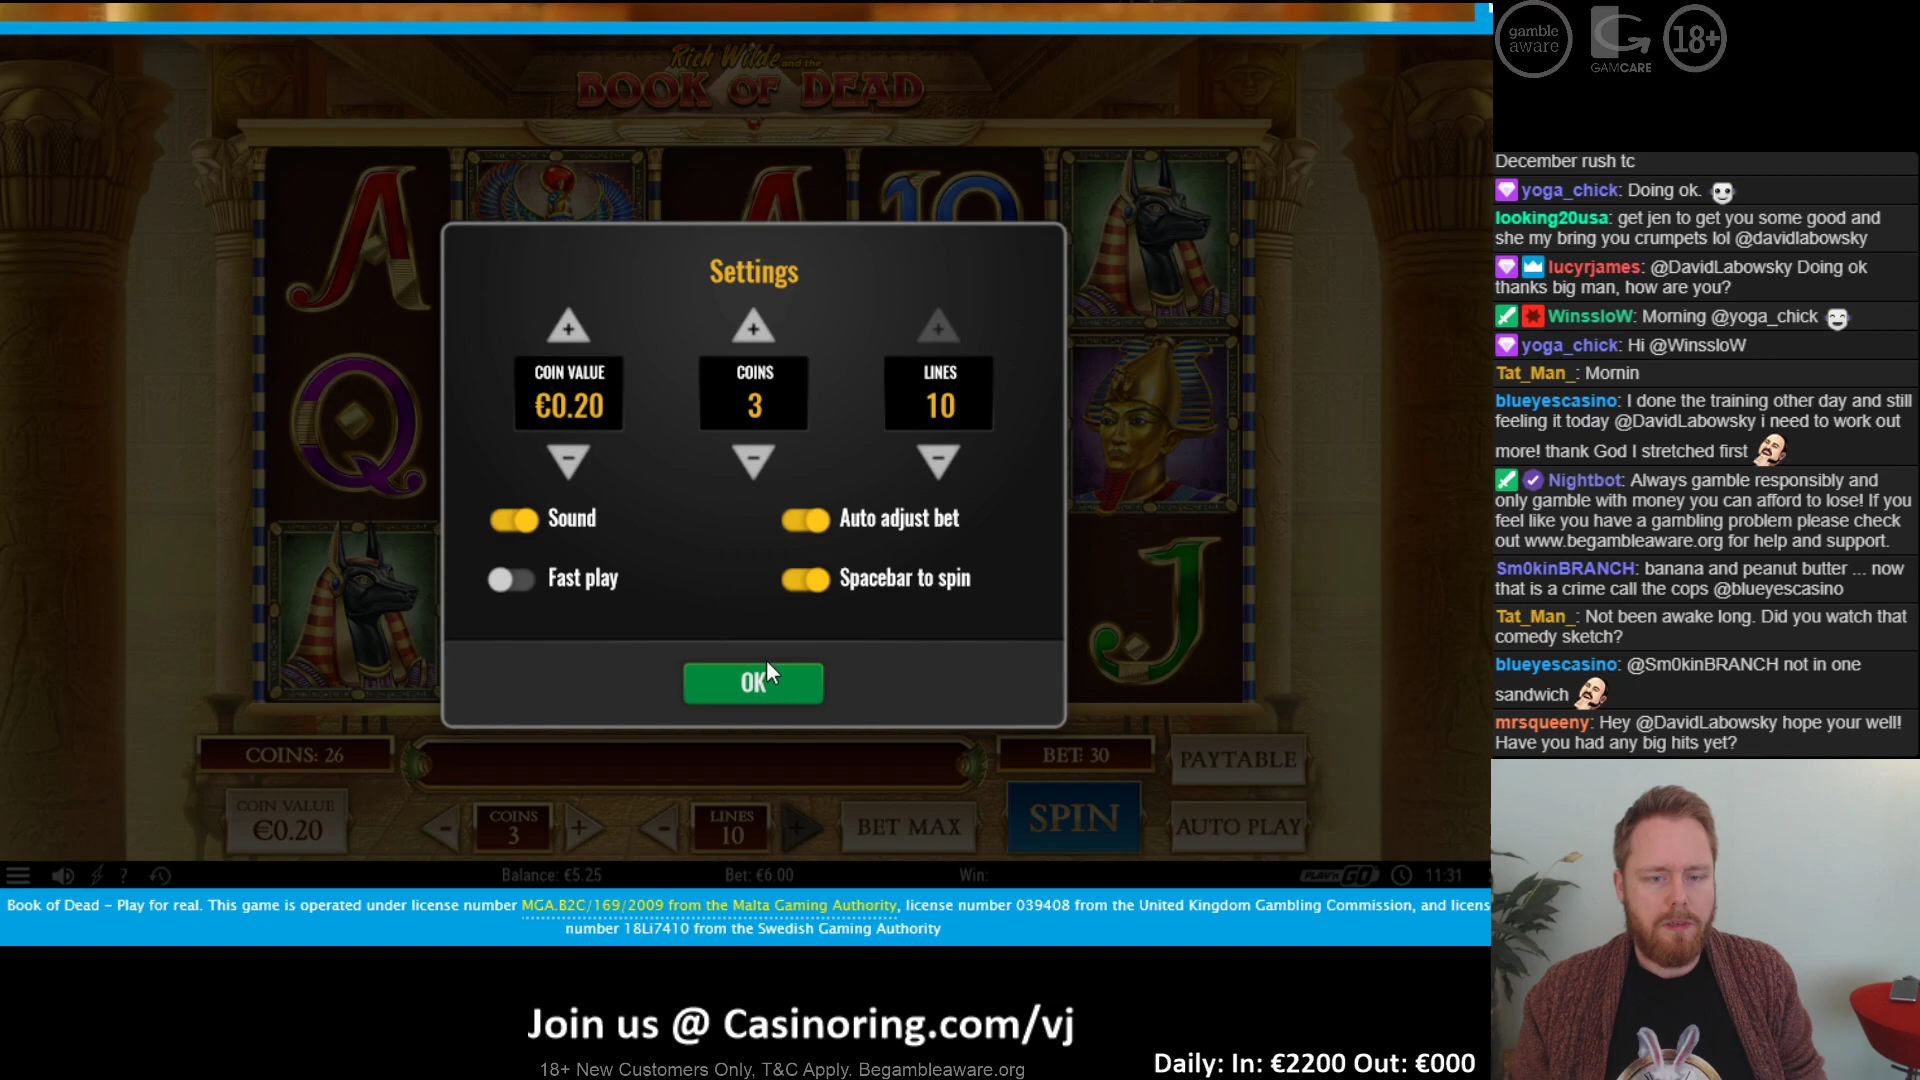 Rich Wilde and the
BOOK OF DEAD
A
A
10
Q
J
Settings
COIN VALUE
€0.20
COINS
3
LINES
10
Sound
Auto adjust bet
Fast play
Spacebar to spin
OK
COINS: 26
BET: 30
PAYTABLE
COIN VALUE
€0.20
COINS
3
LINES
10
BET MAX
SPIN
AUTO PLAY
Balance: €5.25
Bet: €6.00
Win:
PLAY'N GO
11:31
Book of Dead - Play for real. This game is operated under license number MGA.B2C/169/2009 from the Malta Gaming Authority, license number 039408 from the United Kingdom Gambling Commission, and licens
number 18Li7410 from the Swedish Gaming Authority
Join us @ Casinoring.com/vj
18+ New Customers Only, T&C Apply. Begambleaware.org
Daily: In: €2200 Out: €000
gamble
aware
GAMCARE
18+
December rush tc
yoga_chick: Doing ok.
looking20usa: get jen to get you some good and
she my bring you crumpets lol @davidlabowsky
lucyrjames: @DavidLabowsky Doing ok
thanks big man, how are you?
WinssloW: Morning @yoga_chick
yoga_chick: Hi @WinssloW
Tat_Man_: Mornin
blueyescasino: I done the training other day and still
feeling it today @DavidLabowsky i need to work out
more! thank God I stretched first
Nightbot: Always gamble responsibly and
only gamble with money you can afford to lose! If you
feel like you have a gambling problem please check
out www.begambleaware.org for help and support.
Sm0kinBRANCH: banana and peanut butter ... now
that is a crime call the cops @blueyescasino
Tat_Man_: Not been awake long. Did you watch that
comedy sketch?
blueyescasino: @Sm0kinBRANCH not in one
sandwich
mrsqueeny: Hey @DavidLabowsky hope your well!
Have you had any big hits yet?